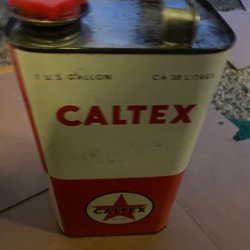 1 U.S. GALLON CA 38 LITRES
CALTEX
CALTEX